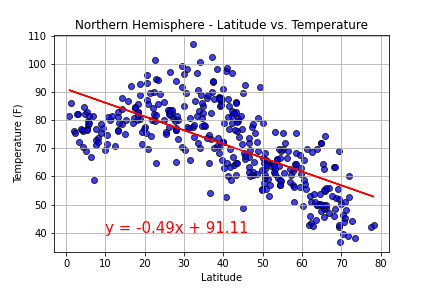 Northern Hemisphere - Latitude vs. Temperature
110
100
90
80
70
60
50
40
Temperature (F)
y = -0.49x + 91.11
0 10 20 30 40 50 60 70 80
Latitude